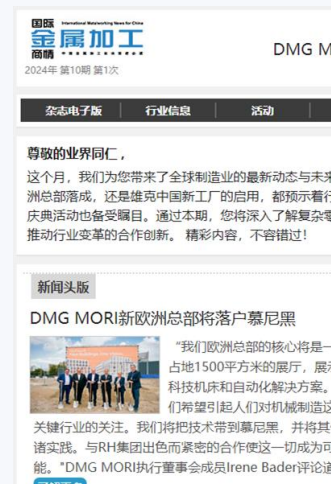 国际 International Metalworking News for China
金属加工
商情
2024年 第10期 第1次
DMG M
杂志电子版 行业信息 活动
尊敬的业界同仁，
这个月，我们为您带来了全球制造业的最新动态与未来
洲总部落成，还是雄克中国新工厂的启用，都预示着行
庆典活动也备受瞩目。通过本期，您将深入了解复杂零
推动行业变革的合作创新。 精彩内容，不容错过！
新闻头版
DMG MORI新欧洲总部将落户慕尼黑
“我们欧洲总部的核心将是一
占地1500平方米的展厅，展示
科技机床和自动化解决方案。
们希望引起人们对机械制造这
关键行业的关注。我们将把技术带到慕尼黑，并将其付
诸实践。与RH集团出色而紧密的合作使这一切成为可
能。"DMG MORI执行董事会成员Irene Bader评论道